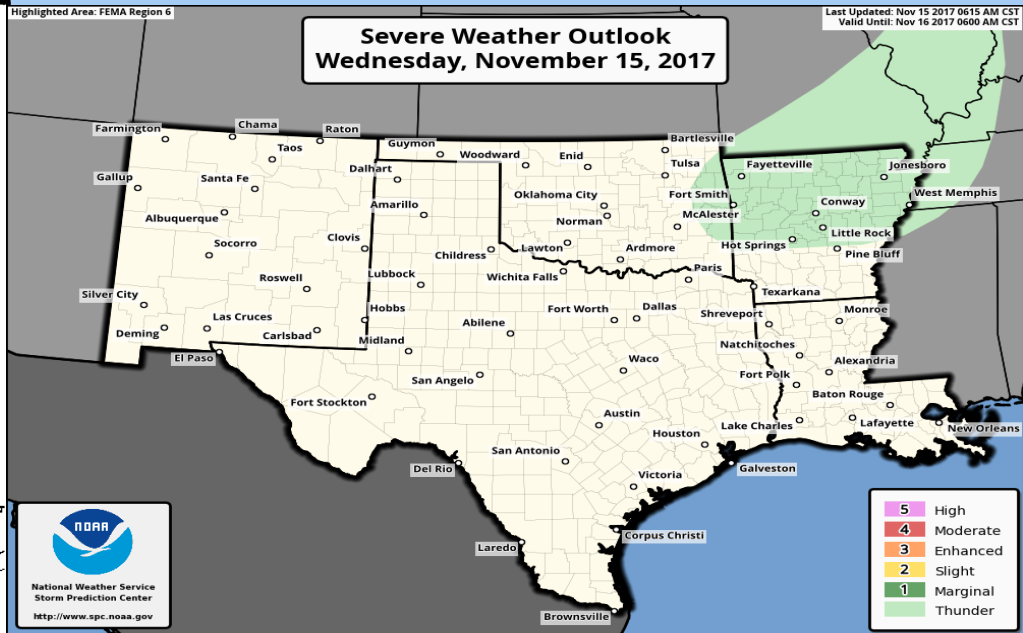 Highlighted Area: FEMA Region 6
Last Updated: Nov 15 2017 0615 AM CST
Valid Until: Nov 16 2017 0600 AM CST
Severe Weather Outlook
Wednesday, November 15, 2017
Farmington
Chama
Raton
Taos
Gallup
Santa Fe
Albuquerque
Socorro
Clovis
Roswell
Silver City
Las Cruces
Deming
Carlsbad
Hobbs
El Paso
Guymon
Woodward
Enid
Bartlesville
Tulsa
Oklahoma City
Norman
McAlester
Lawton
Ardmore
Fayetteville
Jonesboro
Fort Smith
Conway
West Memphis
Little Rock
Hot Springs
Pine Bluff
Texarkana
Dalhart
Amarillo
Childress
Wichita Falls
Paris
Lubbock
Fort Worth
Dallas
Abilene
Midland
Waco
San Angelo
Fort Stockton
Austin
Houston
San Antonio
Del Rio
Victoria
Galveston
Corpus Christi
Laredo
Brownsville
Shreveport
Monroe
Natchitoches
Alexandria
Fort Polk
Baton Rouge
Lake Charles
Lafayette
New Orleans
NOAA
National Weather Service
Storm Prediction Center
http://www.spc.noaa.gov
5 High
4 Moderate
3 Enhanced
2 Slight
1 Marginal
Thunder